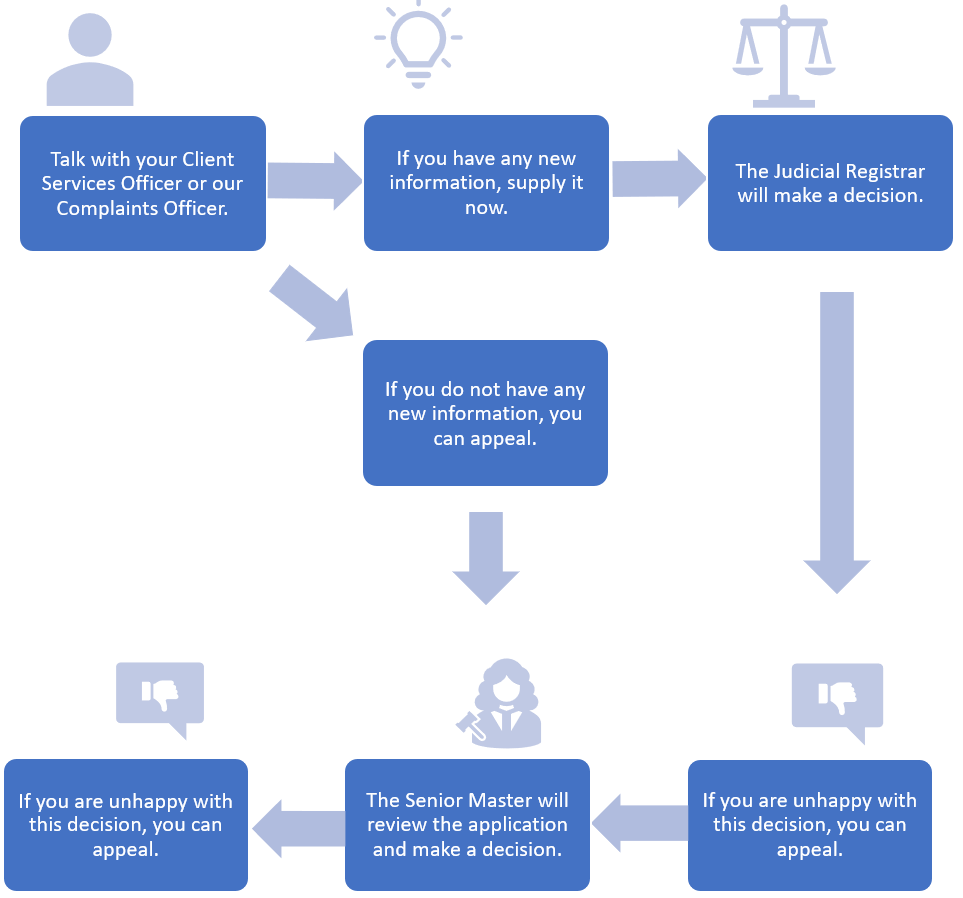 Talk with your Client
Services Officer or our
Complaints Officer.
If you have any new
information, supply it
now.
The Judicial Registrar
will make a decision.
If you do not have any
new information, you
can appeal.
If you are unhappy with
this decision, you can
appeal.
The Senior Master will
review the application
and make a decision.
If you are unhappy with
this decision, you can
appeal.